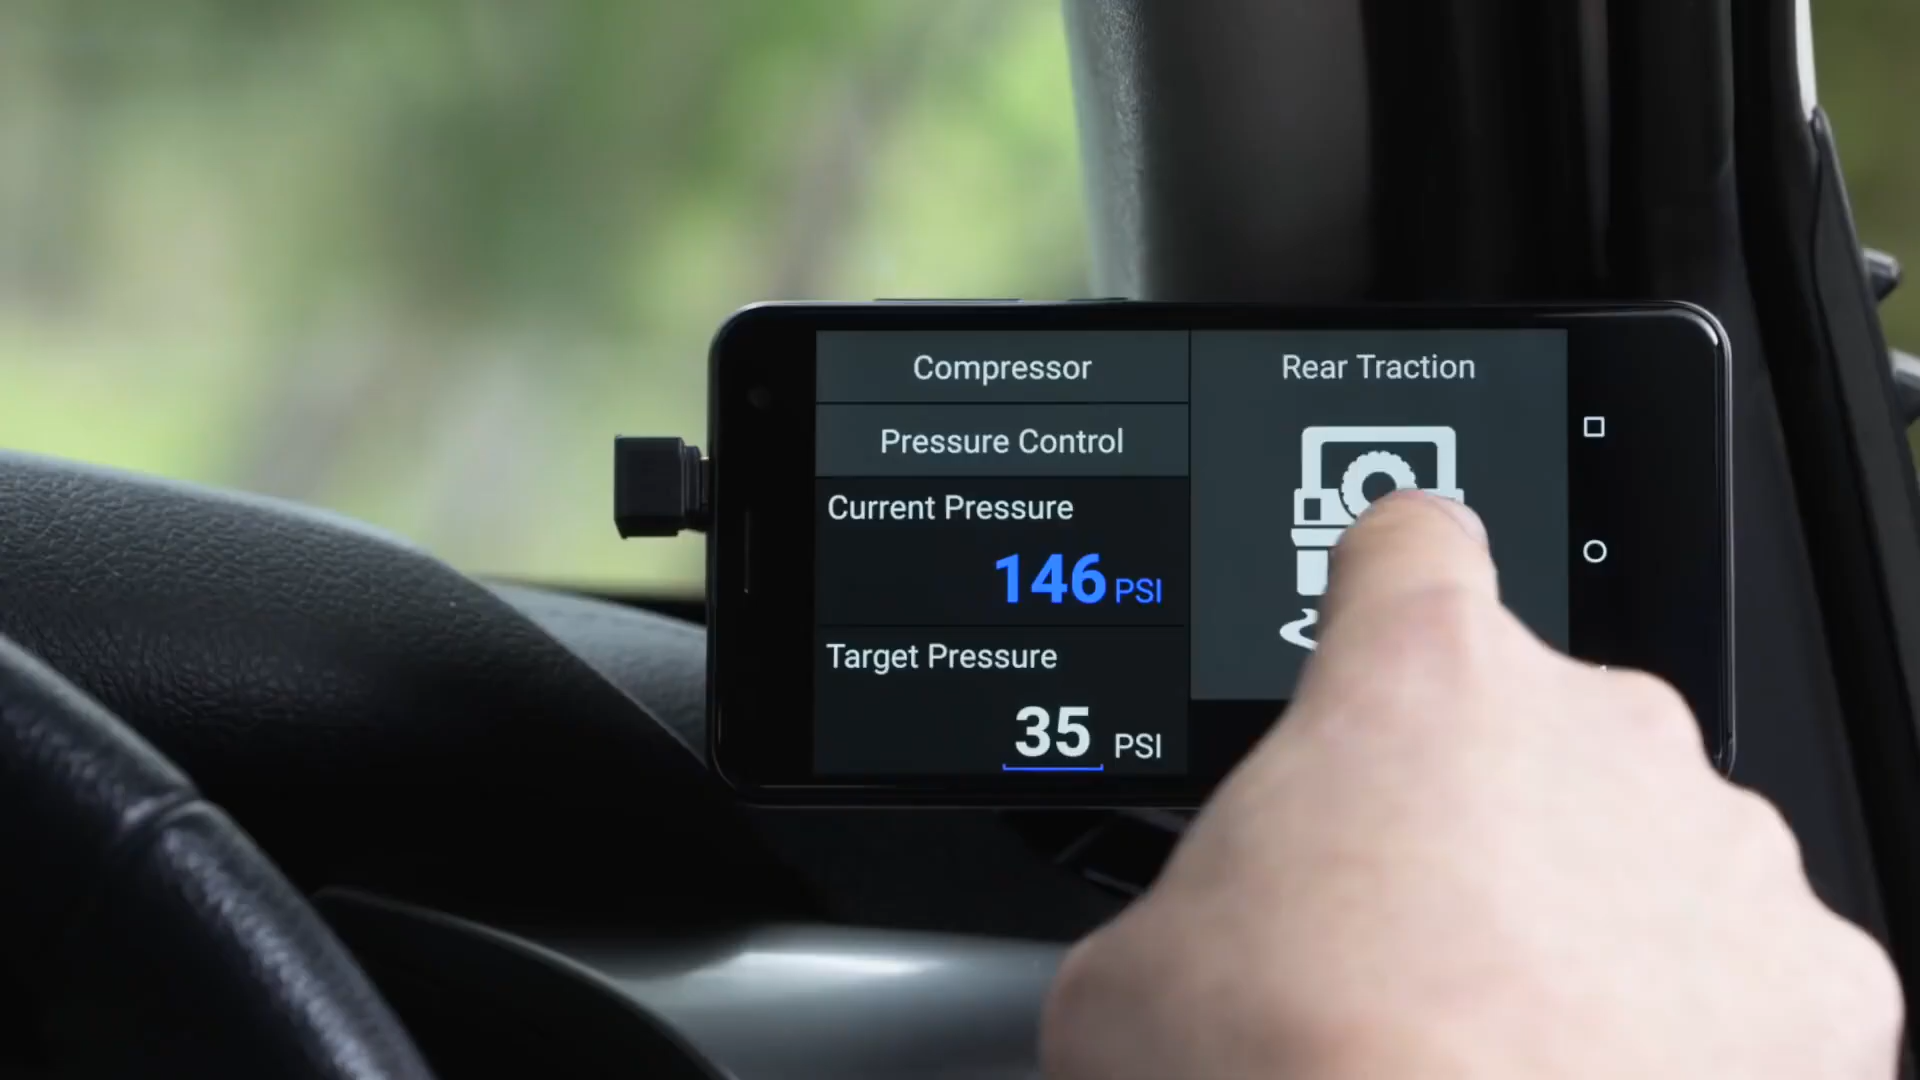 Compressor
Pressure Control
Current Pressure
146 PSI
Target Pressure
35 PSI
Rear Traction